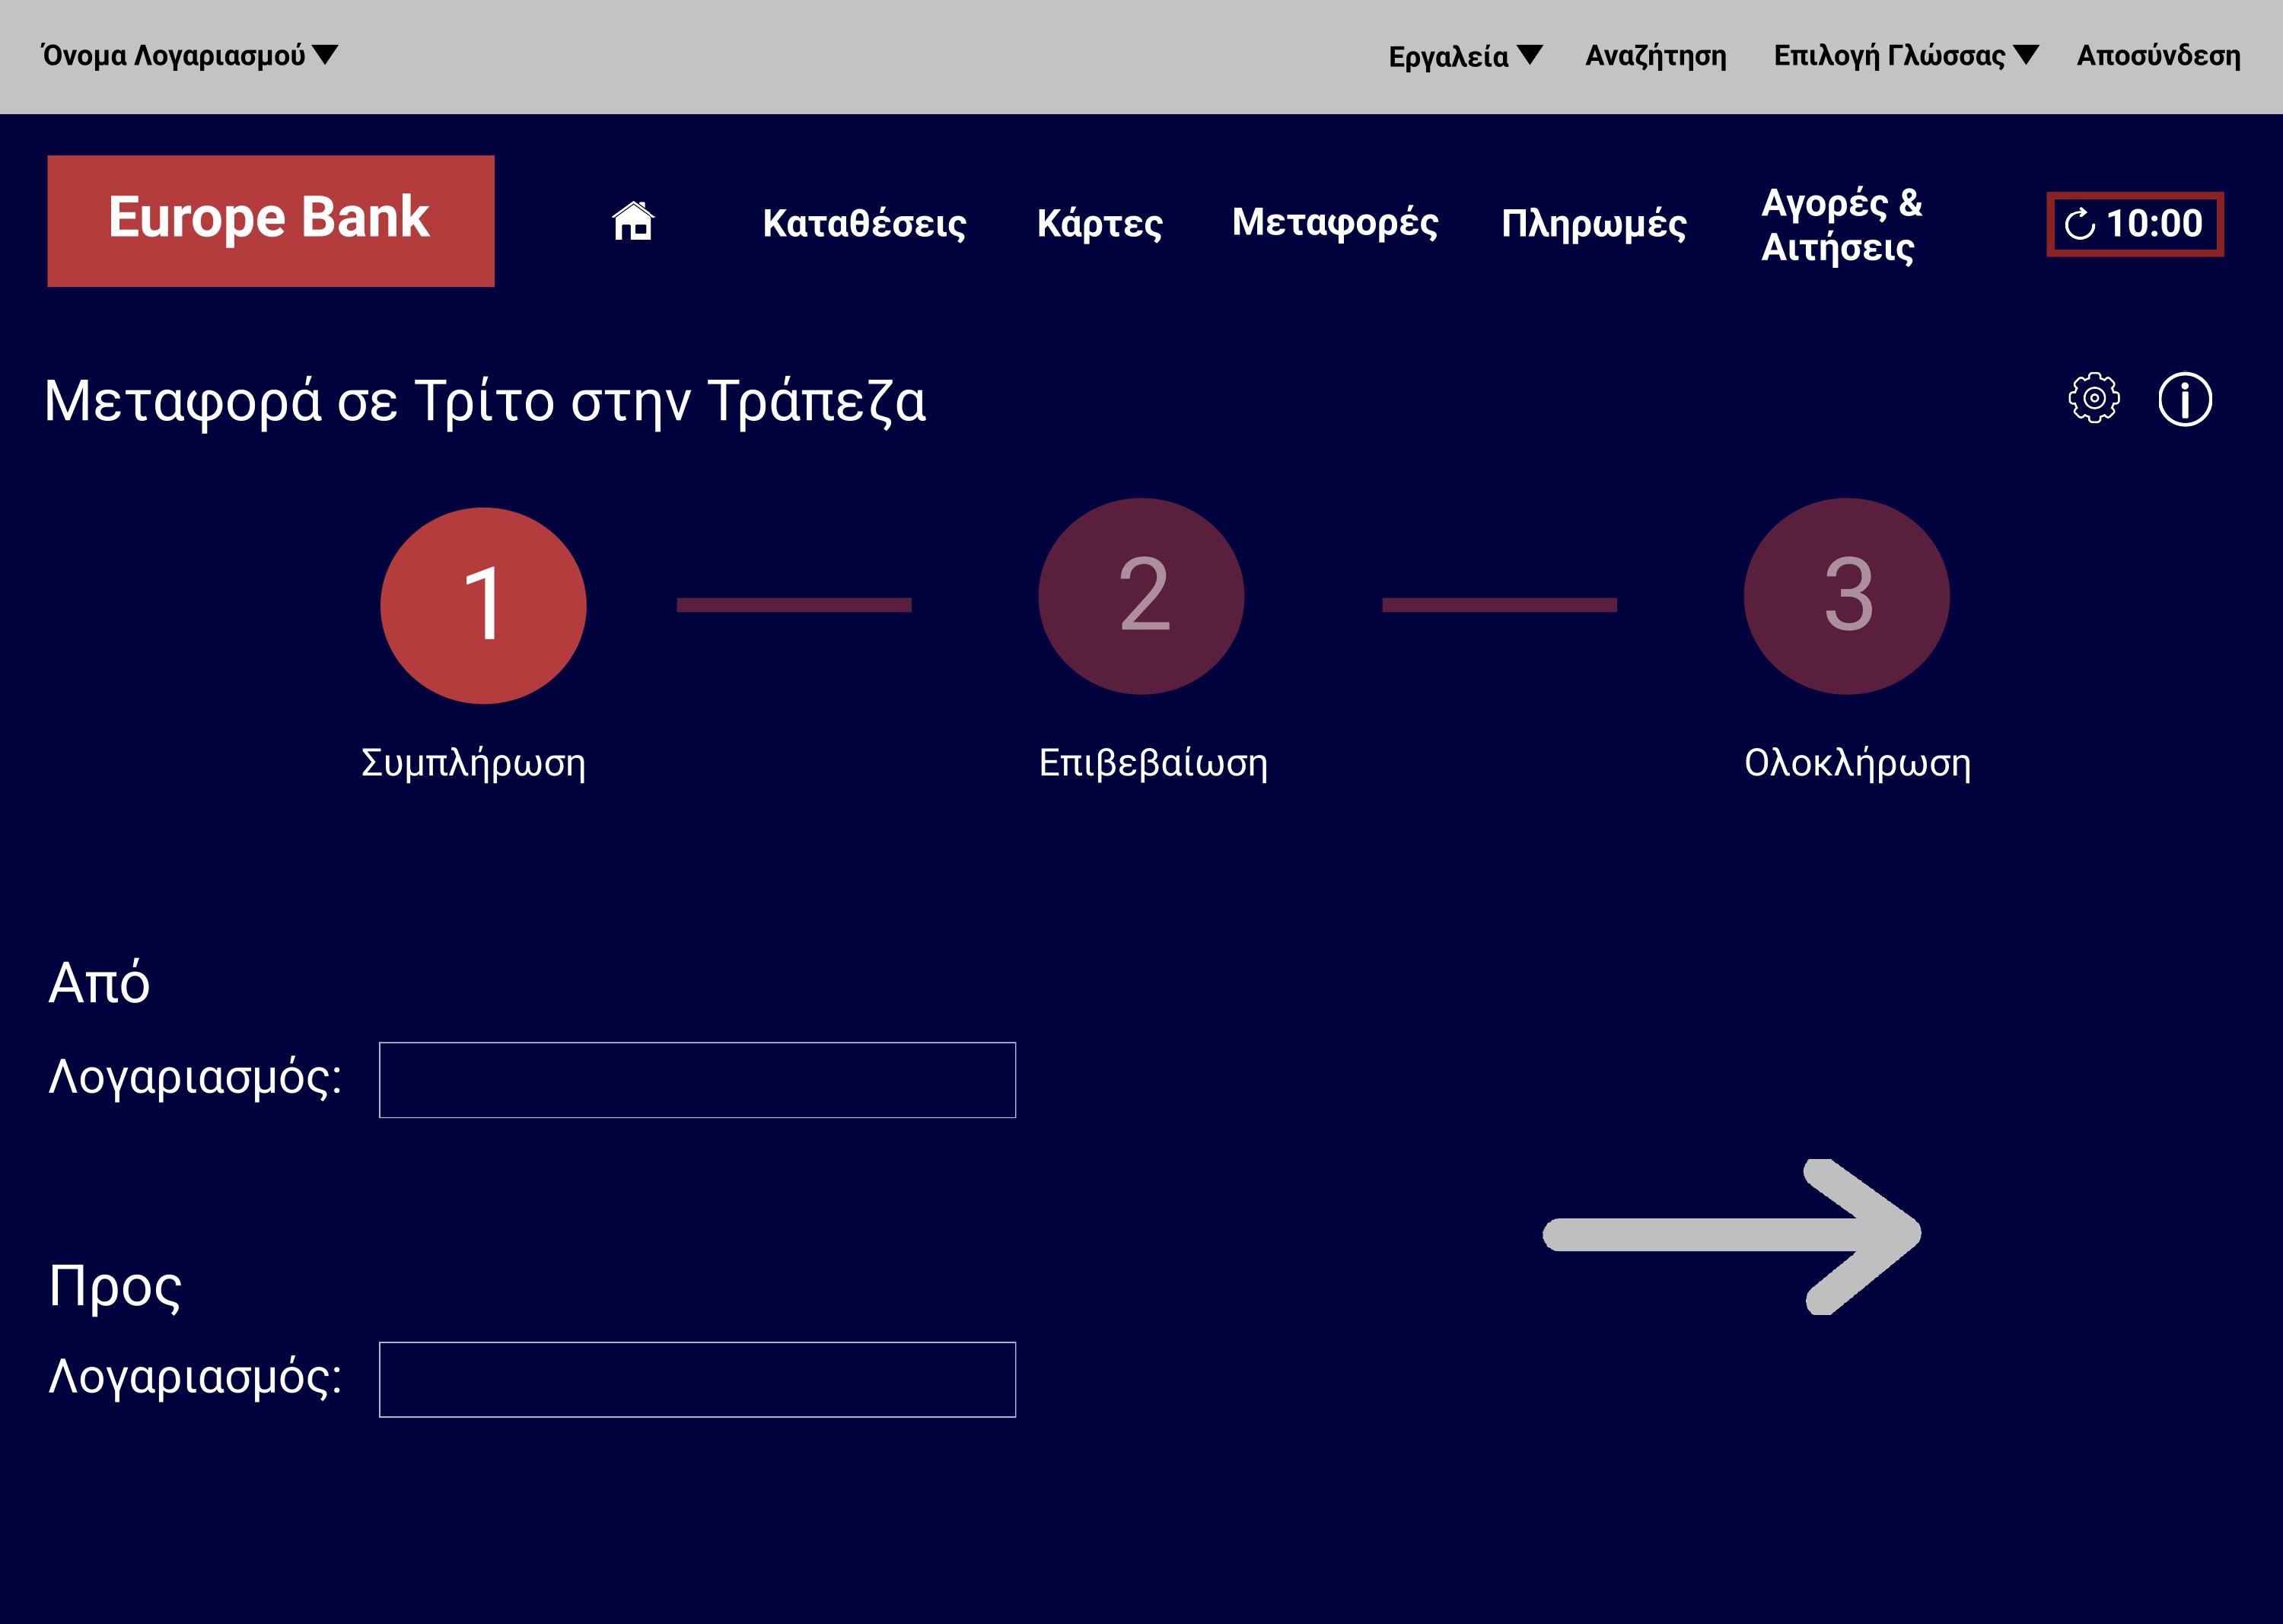 Όνομα Λογαριασμού
Εργαλεία
Αναζήτηση
Επιλογή Γλώσσας
Αποσύνδεση
Europe Bank
Καταθέσεις
Κάρτες
Μεταφορές
Πληρωμές
Αγορές &
Αιτήσεις
10:00
Μεταφορά σε Τρίτο στην Τράπεζα
1
2
3
Συμπλήρωση
Επιβεβαίωση
Ολοκλήρωση
Από
Λογαριασμός:
Προς
Λογαριασμός: